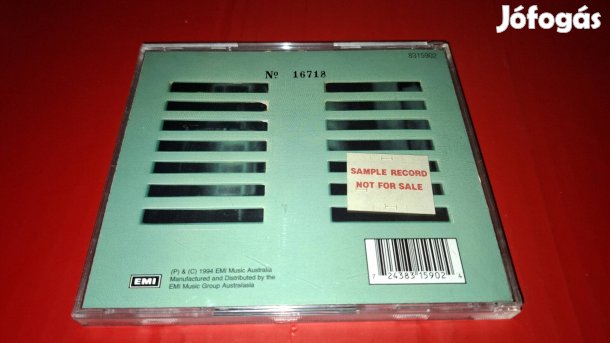 Jófogás
8315902
Nº 16718
SAMPLE RECORD
NOT FOR SALE
EMI
(P) & (C) 1994 EMI Music Australia
Manufactured and Distributed by the
EMI Music Group Australasia
7 24383 15902 4